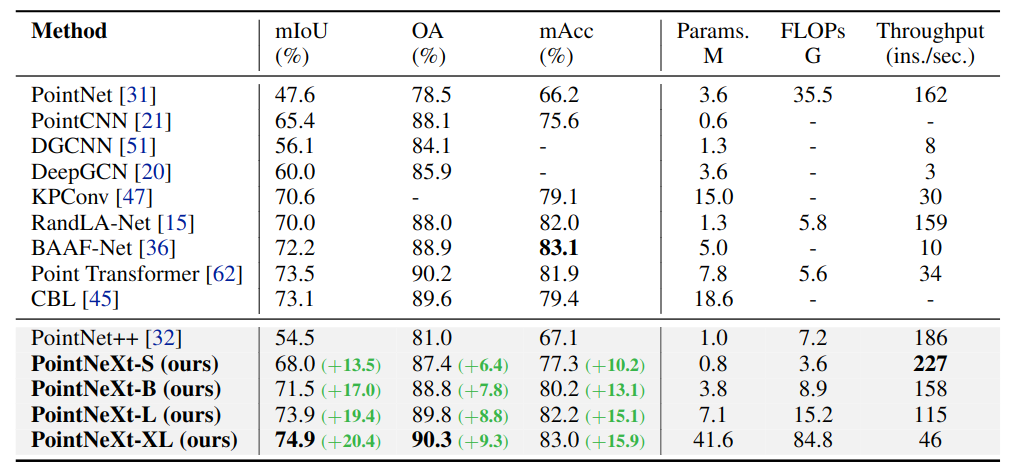 Method mIoU OA mAcc Params. FLOPs Throughput
(%) (%) (%) M G (ins./sec.)
PointNet [31] 47.6 78.5 66.2 3.6 35.5 162
PointCNN [21] 65.4 88.1 75.6 0.6 - -
DGCNN [51] 56.1 84.1 - 1.3 - 8
DeepGCN [20] 60.0 85.9 - 3.6 - 3
KPConv [47] 70.6 - 79.1 15.0 - 30
RandLA-Net [15] 70.0 88.0 82.0 1.3 5.8 159
BAAF-Net [36] 72.2 88.9 83.1 5.0 - 10
Point Transformer [62] 73.5 90.2 81.9 7.8 5.6 34
CBL [45] 73.1 89.6 79.4 18.6 - -
PointNet++ [32] 54.5 81.0 67.1 1.0 7.2 186
PointNeXt-S (ours) 68.0 (+13.5) 87.4 (+6.4) 77.3 (+10.2) 0.8 3.6 227
PointNeXt-B (ours) 71.5 (+17.0) 88.8 (+7.8) 80.2 (+13.1) 3.8 8.9 158
PointNeXt-L (ours) 73.9 (+19.4) 89.8 (+8.8) 82.2 (+15.1) 7.1 15.2 115
PointNeXt-XL (ours) 74.9 (+20.4) 90.3 (+9.3) 83.0 (+15.9) 41.6 84.8 46